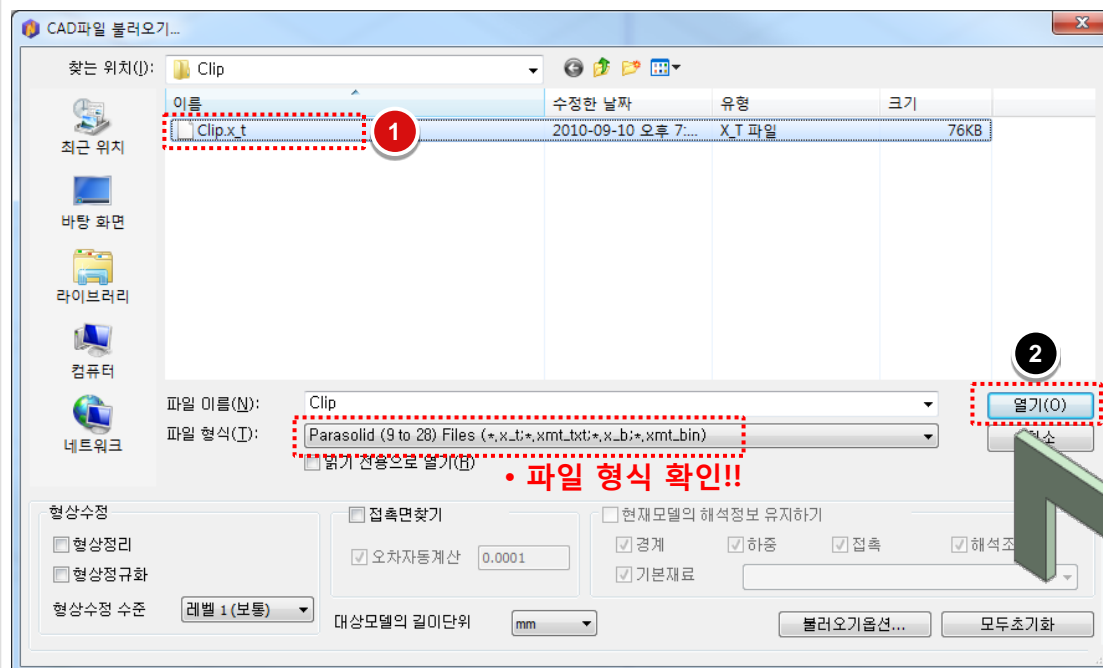 CAD파일 불러오기...
찾는 위치(I): Clip
이름 수정한 날짜 유형 크기
Clip.x_t 2010-09-10 오후 7:... X_T 파일 76KB
1
최근 위치
바탕 화면
라이브러리
컴퓨터
네트워크
2
파일 이름(N): Clip 열기(O)
파일 형식(T): Parasolid (9 to 28) Files (*.x_t;*.xmt_txt;*.x_b;*.xmt_bin)
읽기 전용으로 열기(R)
• 파일 형식 확인!!
형상수정 접촉면찾기 현재모델의 해석정보 유지하기
형상정리 오차자동계산 0.0001 경계 하중 접촉
형상정규화 기본재료
형상수정 수준 레벨 1 (보통) 대상모델의 길이단위 mm 불러오기옵션... 모두초기화